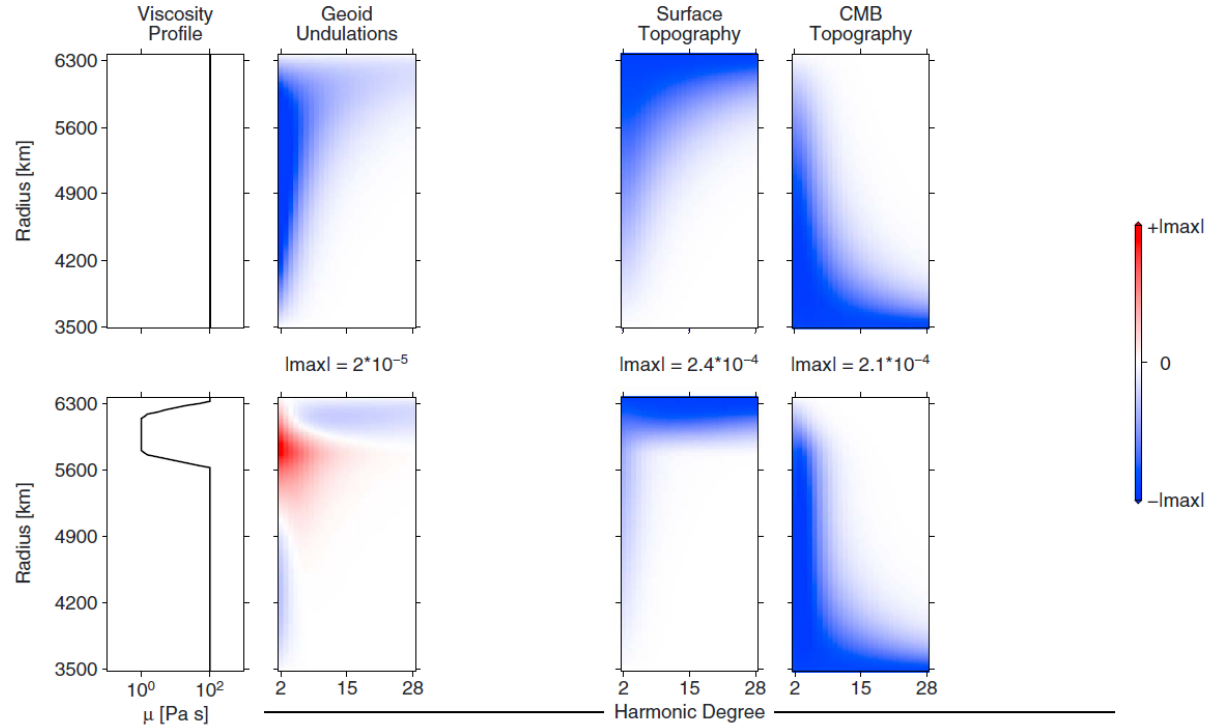 Viscosity
Profile
Geoid
Undulations
Surface
Topography
CMB
Topography
Radius [km]
6300
5600
4900
4200
3500
|max| = 2*10⁻⁵
|max| = 2.4*10⁻⁴
|max| = 2.1*10⁻⁴
+|max|
0
−|max|
Radius [km]
6300
5600
4900
4200
3500
10⁰ 10²
μ [Pa s]
2 15 28
2 15 28
2 15 28
Harmonic Degree